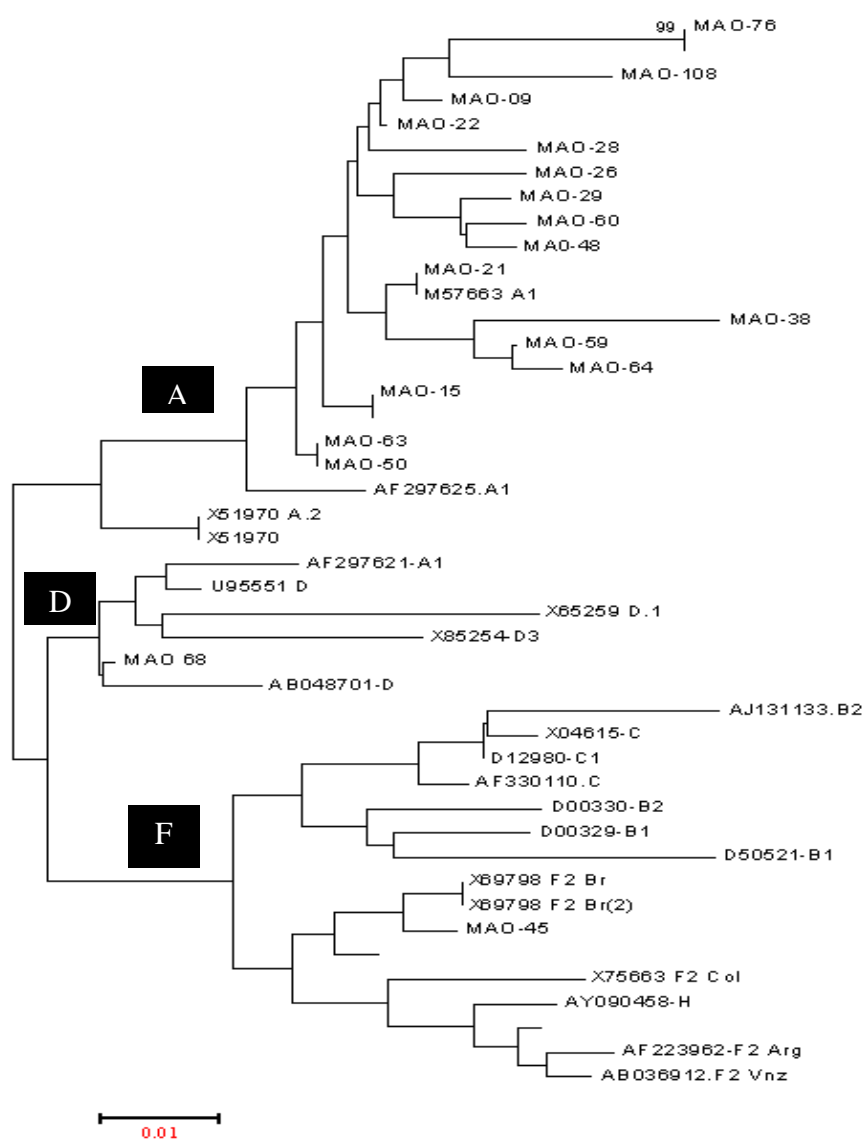 99 MAO-76
MAO-108
MAO-09
MAO-22
MAO-28
MAO-26
MAO-29
MAO-60
MA0-48
MAO-21
M57663 A1
MAO-38
MAO-59
MAO-64
A
MAO-15
MAO-63
MAO-50
AF297625.A1
X51970 A.2
X51970
AF297621-A1
U95551 D
D
X65259 D.1
X85254-D3
MAO 68
AB048701-D
AJ131133.B2
X04615-C
D12980-C1
AF330110.C
D00330-B2
F
D00329-B1
D50521-B1
X69798 F2 Br
X69798 F2 Br(2)
MAO-45
X75663 F2 Col
AY090458-H
AF223962-F2 Arg
AB036912.F2 Vnz
0.01